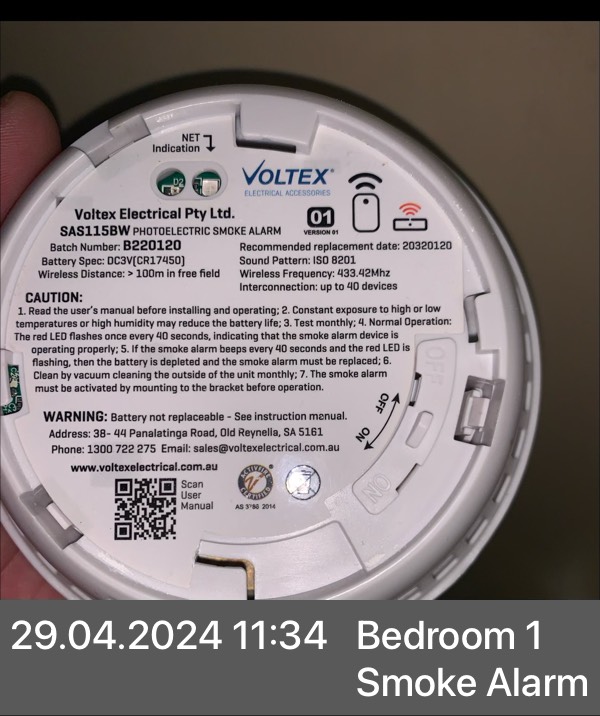 NET
Indication
D2
VOLTEX®
ELECTRICAL ACCESSORIES
Voltex Electrical Pty Ltd.
SAS115BW PHOTOELECTRIC SMOKE ALARM
01
VERSION 01
Batch Number: B220120
Battery Spec: DC3V(CR17450)
Wireless Distance: > 100m in free field
Recommended replacement date: 20320120
Sound Pattern: ISO 8201
Wireless Frequency: 433.42Mhz
Interconnection: up to 40 devices
CAUTION:
1. Read the user's manual before installing and operating; 2. Constant exposure to high or low
temperatures or high humidity may reduce the battery life; 3. Test monthly; 4. Normal Operation:
The red LED flashes once every 40 seconds, indicating that the smoke alarm device is
operating properly; 5. If the smoke alarm beeps every 40 seconds and the red LED is
flashing, then the battery is depleted and the smoke alarm must be replaced; 6.
Clean by vacuum cleaning the outside of the unit monthly; 7. The smoke alarm
must be activated by mounting to the bracket before operation.
OFF
OFF
ON
ON
WARNING: Battery not replaceable - See instruction manual.
Address: 38- 44 Panalatinga Road, Old Reynella, SA 5161
Phone: 1300 722 275 Email: sales@voltexelectrical.com.au
www.voltexelectrical.com.au
Scan
User
Manual
ACTIVFIRE
CERTIFIED
AS 3786 2014
29.04.2024 11:34
Bedroom 1
Smoke Alarm